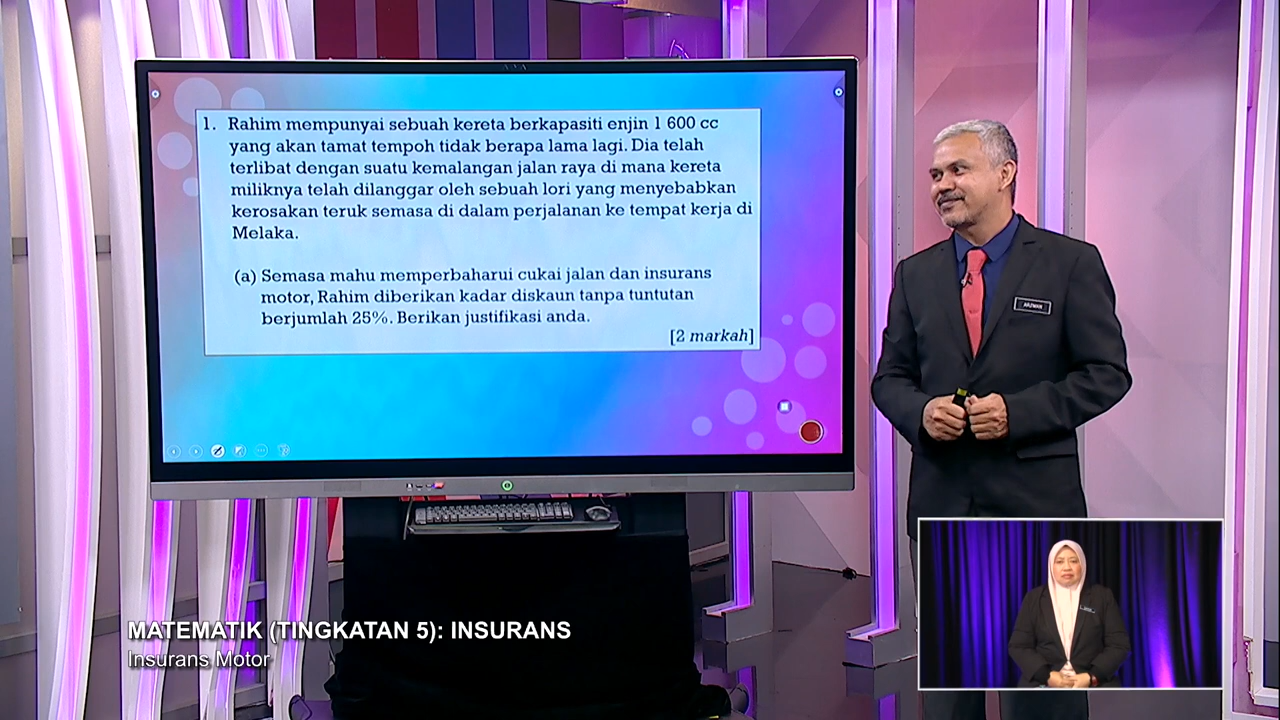 1. Rahim mempunyai sebuah kereta berkapasiti enjin 1 600 cc
yang akan tamat tempoh tidak berapa lama lagi. Dia telah
terlibat dengan suatu kemalangan jalan raya di mana kereta
miliknya telah dilanggar oleh sebuah lori yang menyebabkan
kerosakan teruk semasa di dalam perjalanan ke tempat kerja di
Melaka.
(a) Semasa mahu memperbaharui cukai jalan dan insurans
motor, Rahim diberikan kadar diskaun tanpa tuntutan
berjumlah 25%. Berikan justifikasi anda.
[2 markah]
MATEMATIK (TINGKATAN 5): INSURANS
Insurans Motor